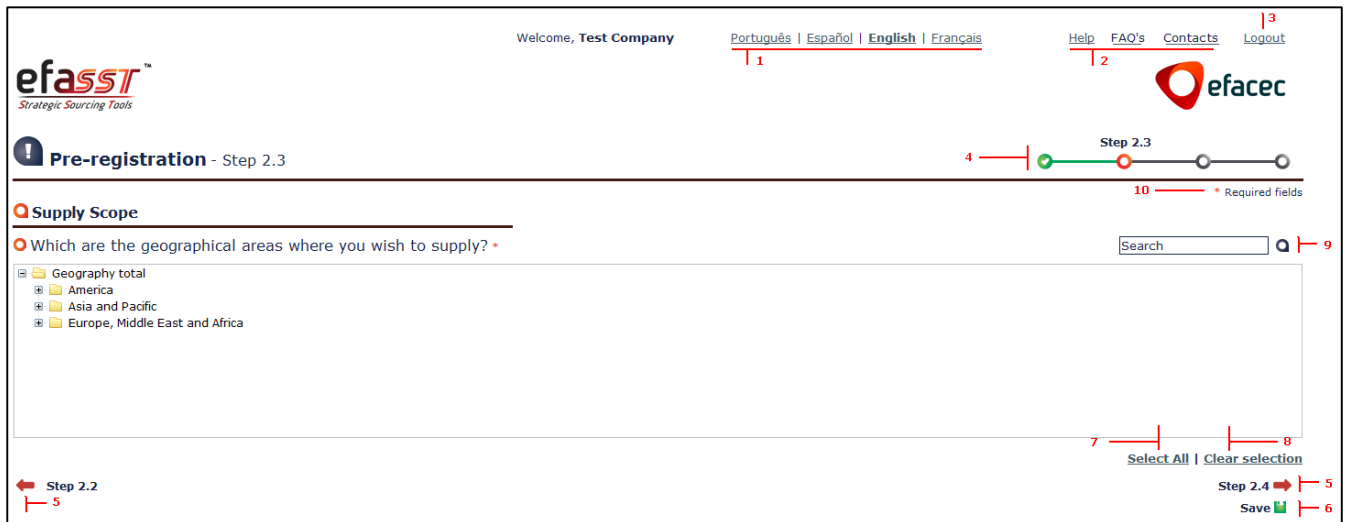 3
Welcome, Test Company Português | Español | English | Français Help FAQ's Contacts Logout
1 2
efasst™
Strategic Sourcing Tools
efacec
Step 2.3
! Pre-registration - Step 2.3
4
10 * Required fields
Supply Scope
Which are the geographical areas where you wish to supply? *
Search
9
Geography total
America
Asia and Pacific
Europe, Middle East and Africa
7 8
Select All | Clear selection
Step 2.2 Step 2.4 5
5 Save 6